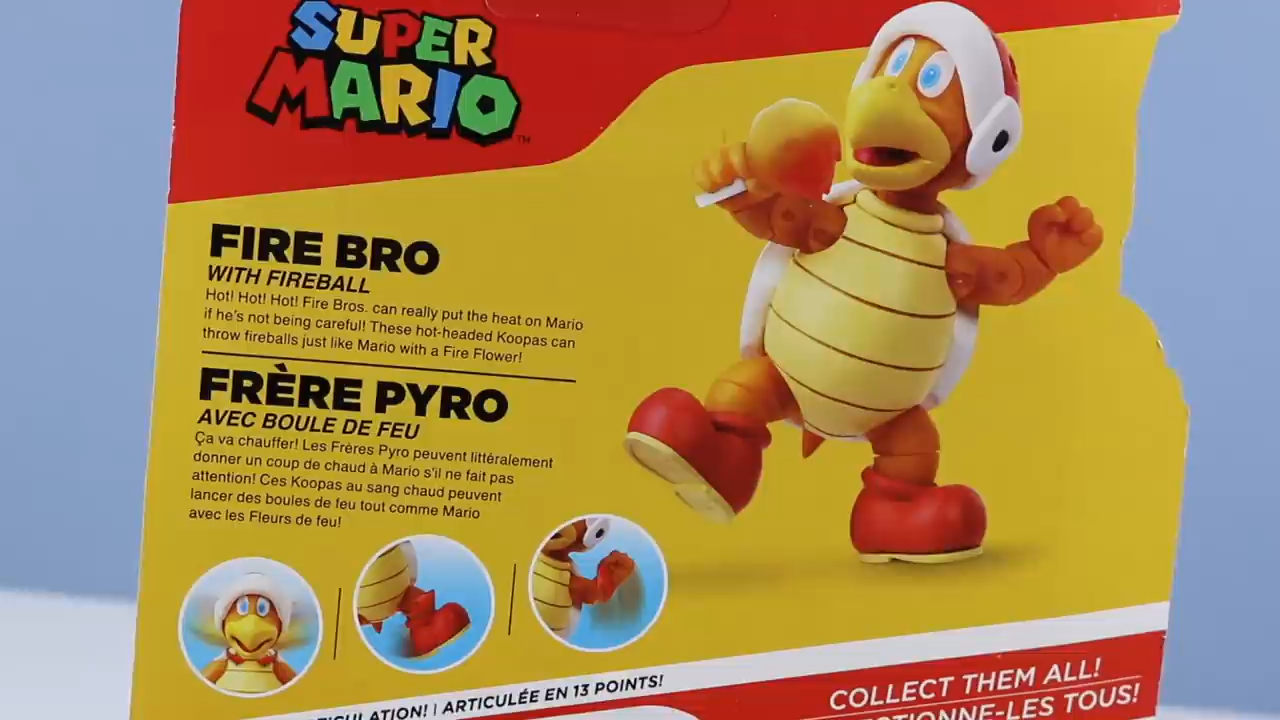 SUPER
MARIO™
FIRE BRO
WITH FIREBALL
Hot! Hot! Hot! Fire Bros. can really put the heat on Mario
if he's not being careful! These hot-headed Koopas can
throw fireballs just like Mario with a Fire Flower!
FRÈRE PYRO
AVEC BOULE DE FEU
Ça va chauffer! Les Frères Pyro peuvent littéralement
donner un coup de chaud à Mario s'il ne fait pas
attention! Ces Koopas au sang chaud peuvent
lancer des boules de feu tout comme Mario
avec les Fleurs de feu!
| ARTICULÉE EN 13 POINTS!
COLLECT THEM ALL!
TOUS!